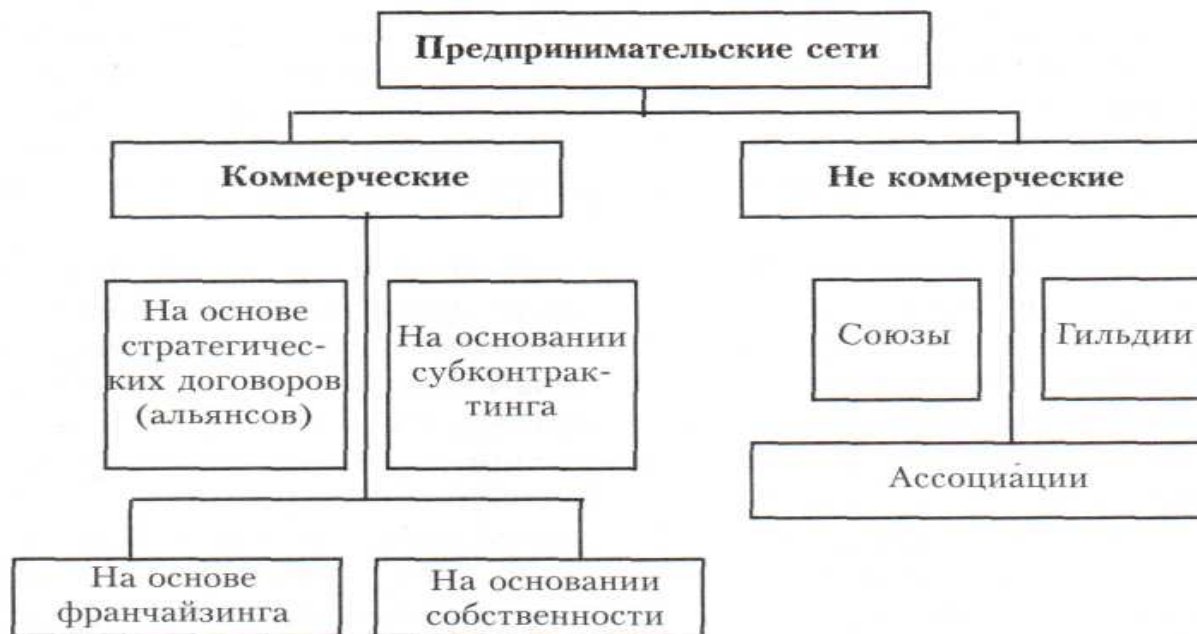 Предпринимательские сети
Коммерческие
Не коммерческие
На основе
стратегичес-
ких договоров
(альянсов)
На основании
субконтрак-
тинга
Союзы
Гильдии
Ассоциации
На основе
франчайзинга
На основании
собственности